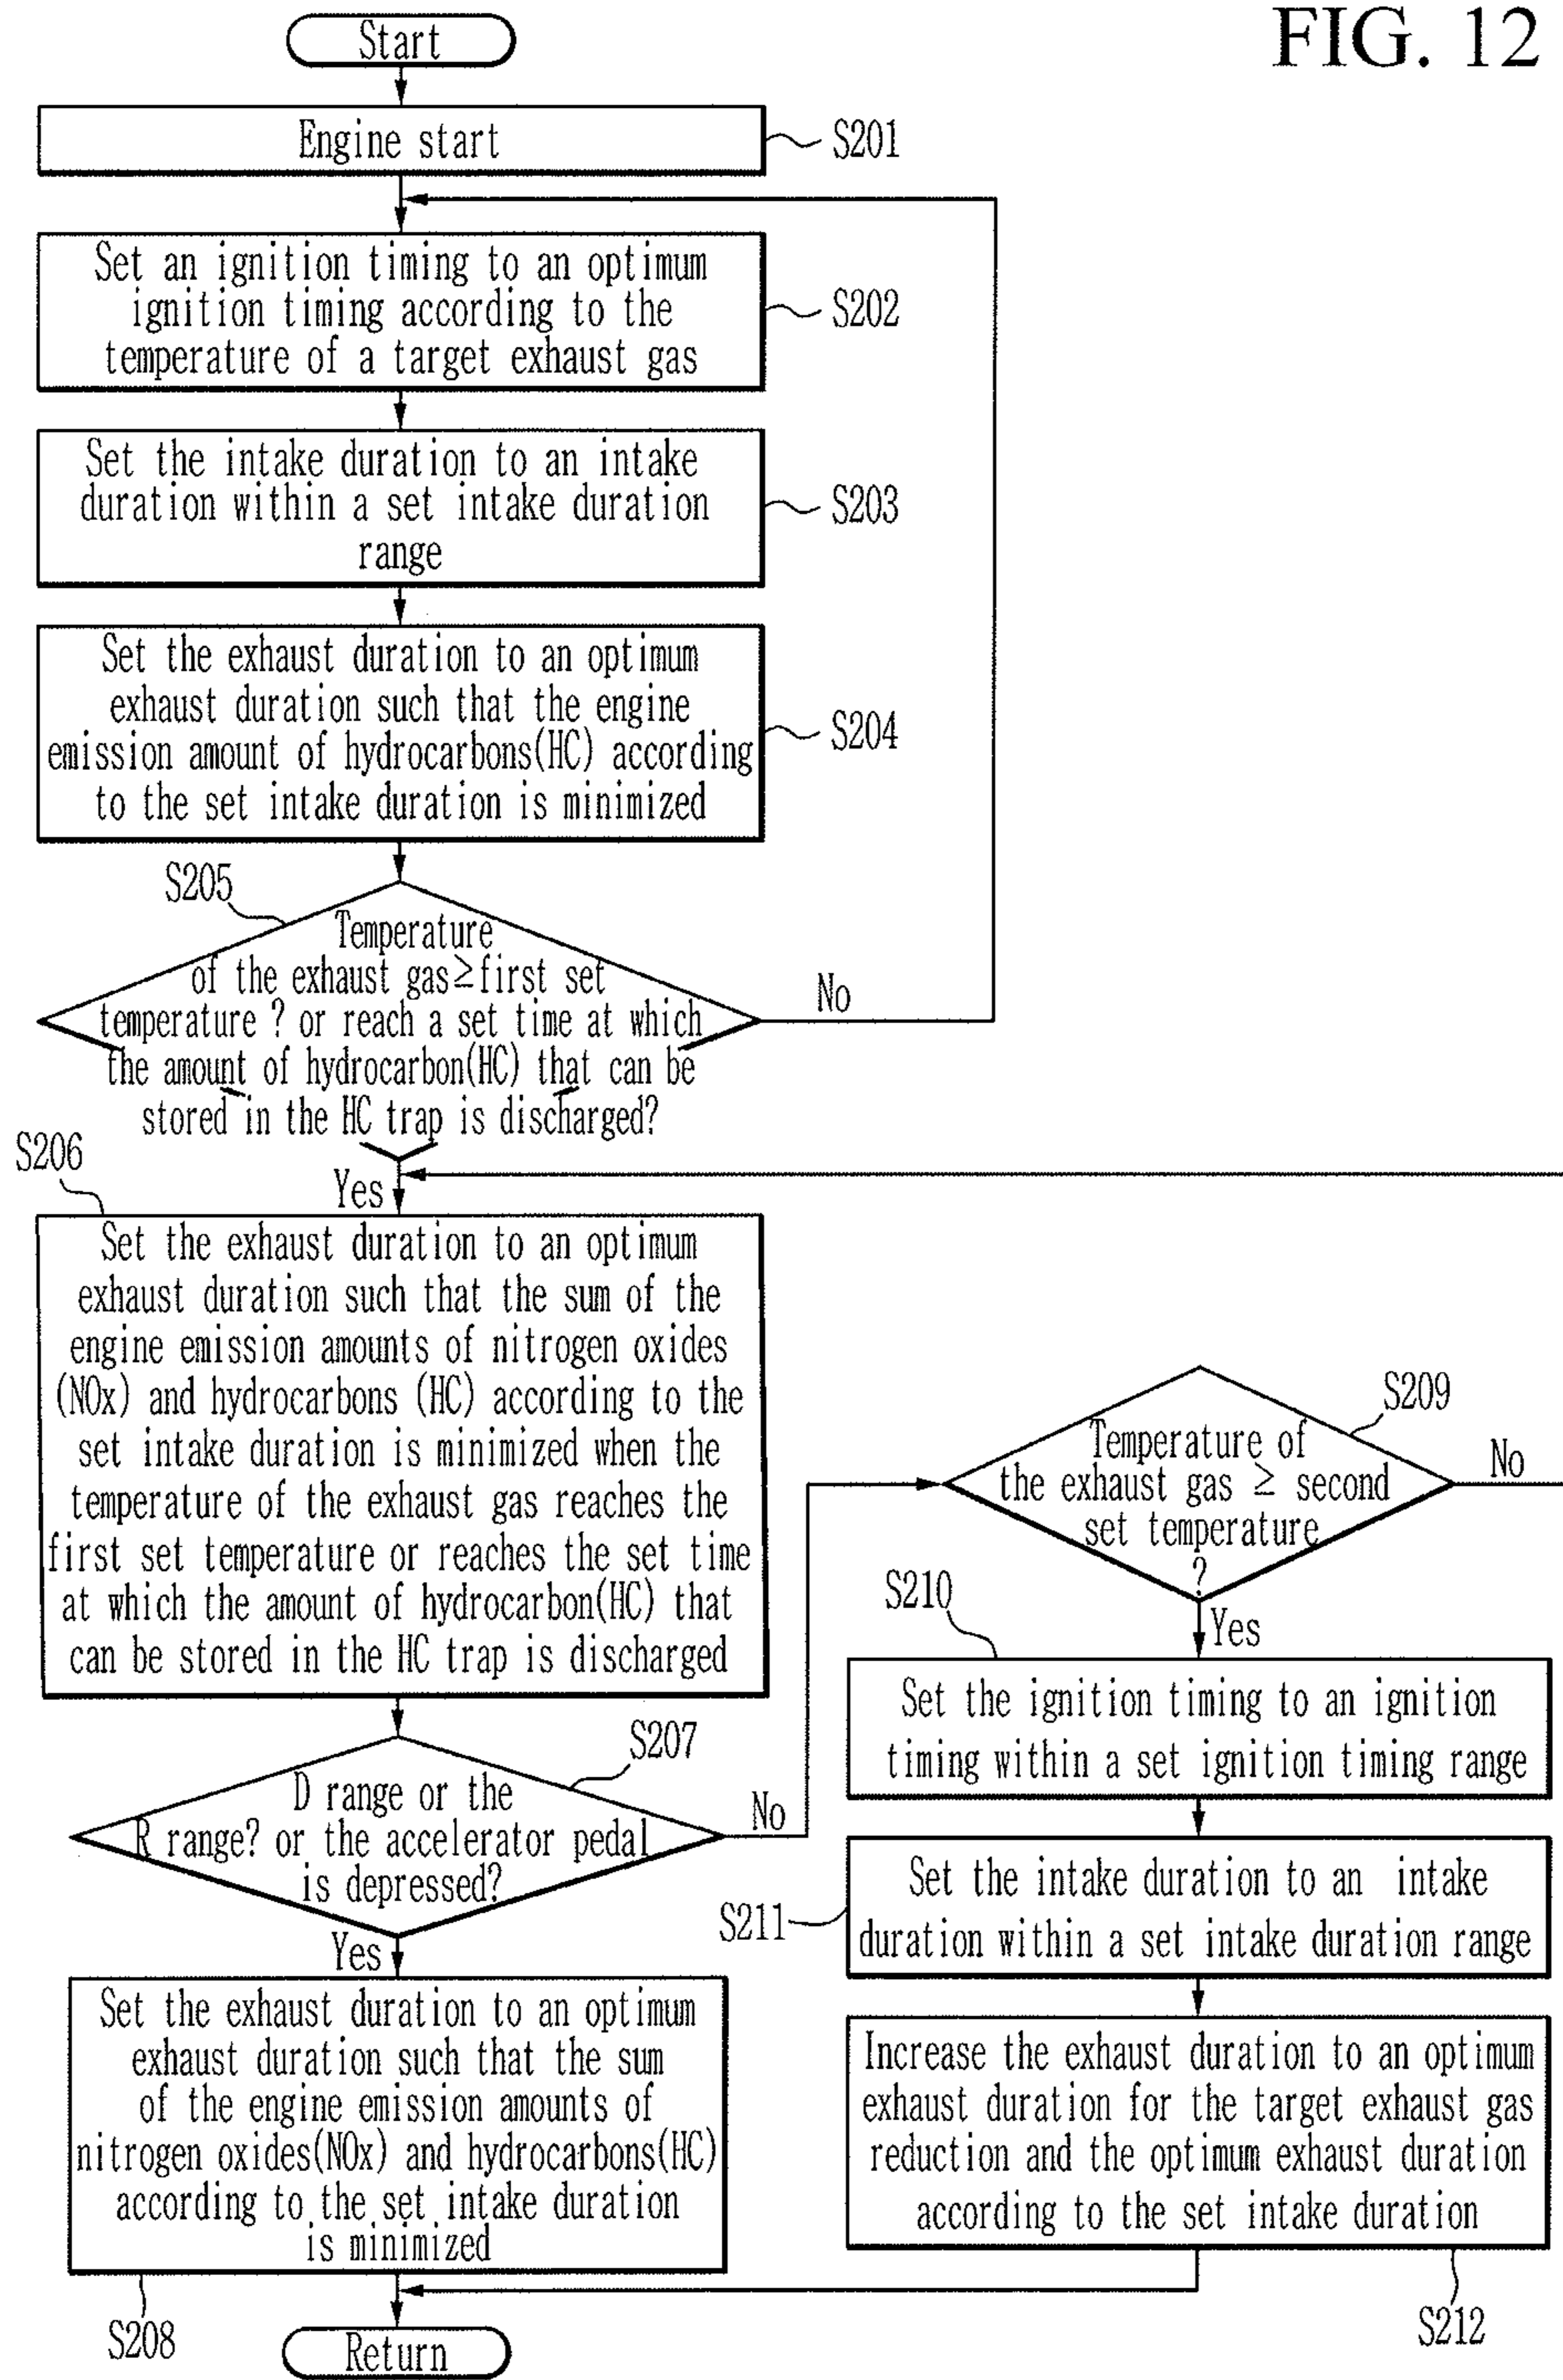 FIG. 12
Start
Engine start
S201
Set an ignition timing to an optimum
ignition timing according to the
temperature of a target exhaust gas
S202
Set the intake duration to an intake
duration within a set intake duration
range
S203
Set the exhaust duration to an optimum
exhaust duration such that the engine
emission amount of hydrocarbons(HC) according
to the set intake duration is minimized
S204
S205
Temperature
of the exhaust gas≥first set
temperature ? or reach a set time at which
the amount of hydrocarbon(HC) that can be
stored in the HC trap is discharged?
No
Yes
S206
Set the exhaust duration to an optimum
exhaust duration such that the sum of the
engine emission amounts of nitrogen oxides
(NOx) and hydrocarbons (HC) according to the
set intake duration is minimized when the
temperature of the exhaust gas reaches the
first set temperature or reaches the set time
at which the amount of hydrocarbon(HC) that
can be stored in the HC trap is discharged
S207
D range or the
R range? or the accelerator pedal
is depressed?
No
Yes
Set the exhaust duration to an optimum
exhaust duration such that the sum
of the engine emission amounts of
nitrogen oxides(NOx) and hydrocarbons(HC)
according to the set intake duration
is minimized
S208
S209
Temperature of
the exhaust gas ≥ second
set temperature
?
No
Yes
S210
Set the ignition timing to an ignition
timing within a set ignition timing range
S211
Set the intake duration to an intake
duration within a set intake duration range
Increase the exhaust duration to an optimum
exhaust duration for the target exhaust gas
reduction and the optimum exhaust duration
according to the set intake duration
S212
Return